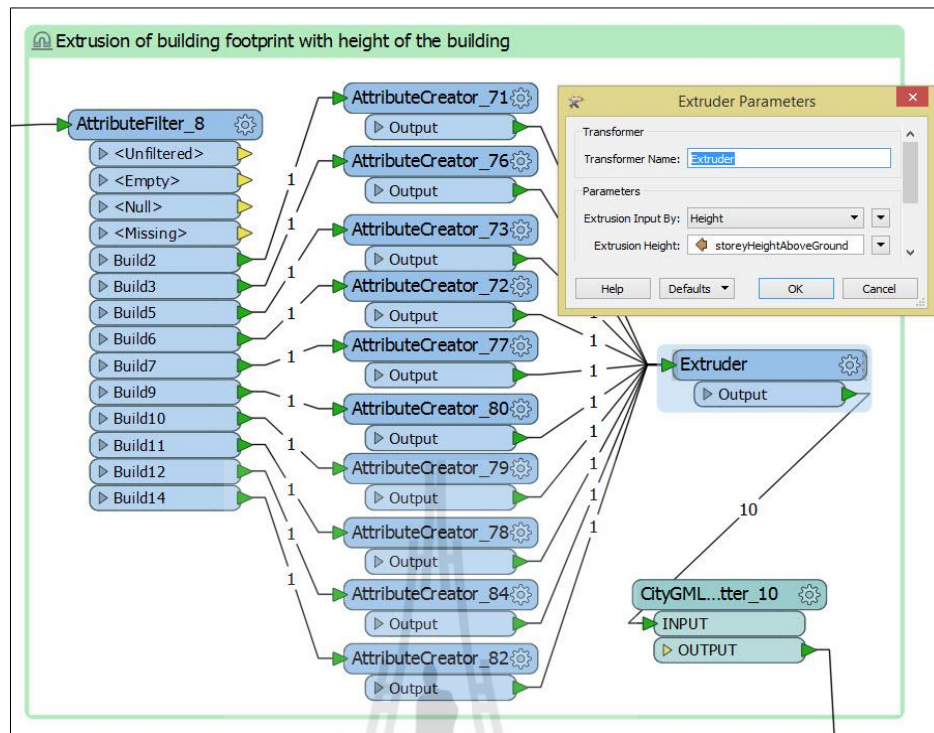 Extrusion of building footprint with height of the building
AttributeFilter_8
<Unfiltered>
<Empty>
<Null>
<Missing>
Build2
Build3
Build5
Build6
Build7
Build9
Build10
Build11
Build12
Build14
1
1
1
1
1
1
1
1
1
1
AttributeCreator_71
Output
AttributeCreator_76
Output
AttributeCreator_73
Output
AttributeCreator_72
Output
AttributeCreator_77
Output
AttributeCreator_80
Output
AttributeCreator_79
Output
AttributeCreator_78
Output
AttributeCreator_84
Output
AttributeCreator_82
Output
Extruder Parameters
Transformer
Transformer Name: Extruder
Parameters
Extrusion Input By: Height
Extrusion Height: storeyHeightAboveGround
Help Defaults OK Cancel
1
1
1
1
1
1
1
Extruder
Output
10
CityGML...tter_10
INPUT
OUTPUT